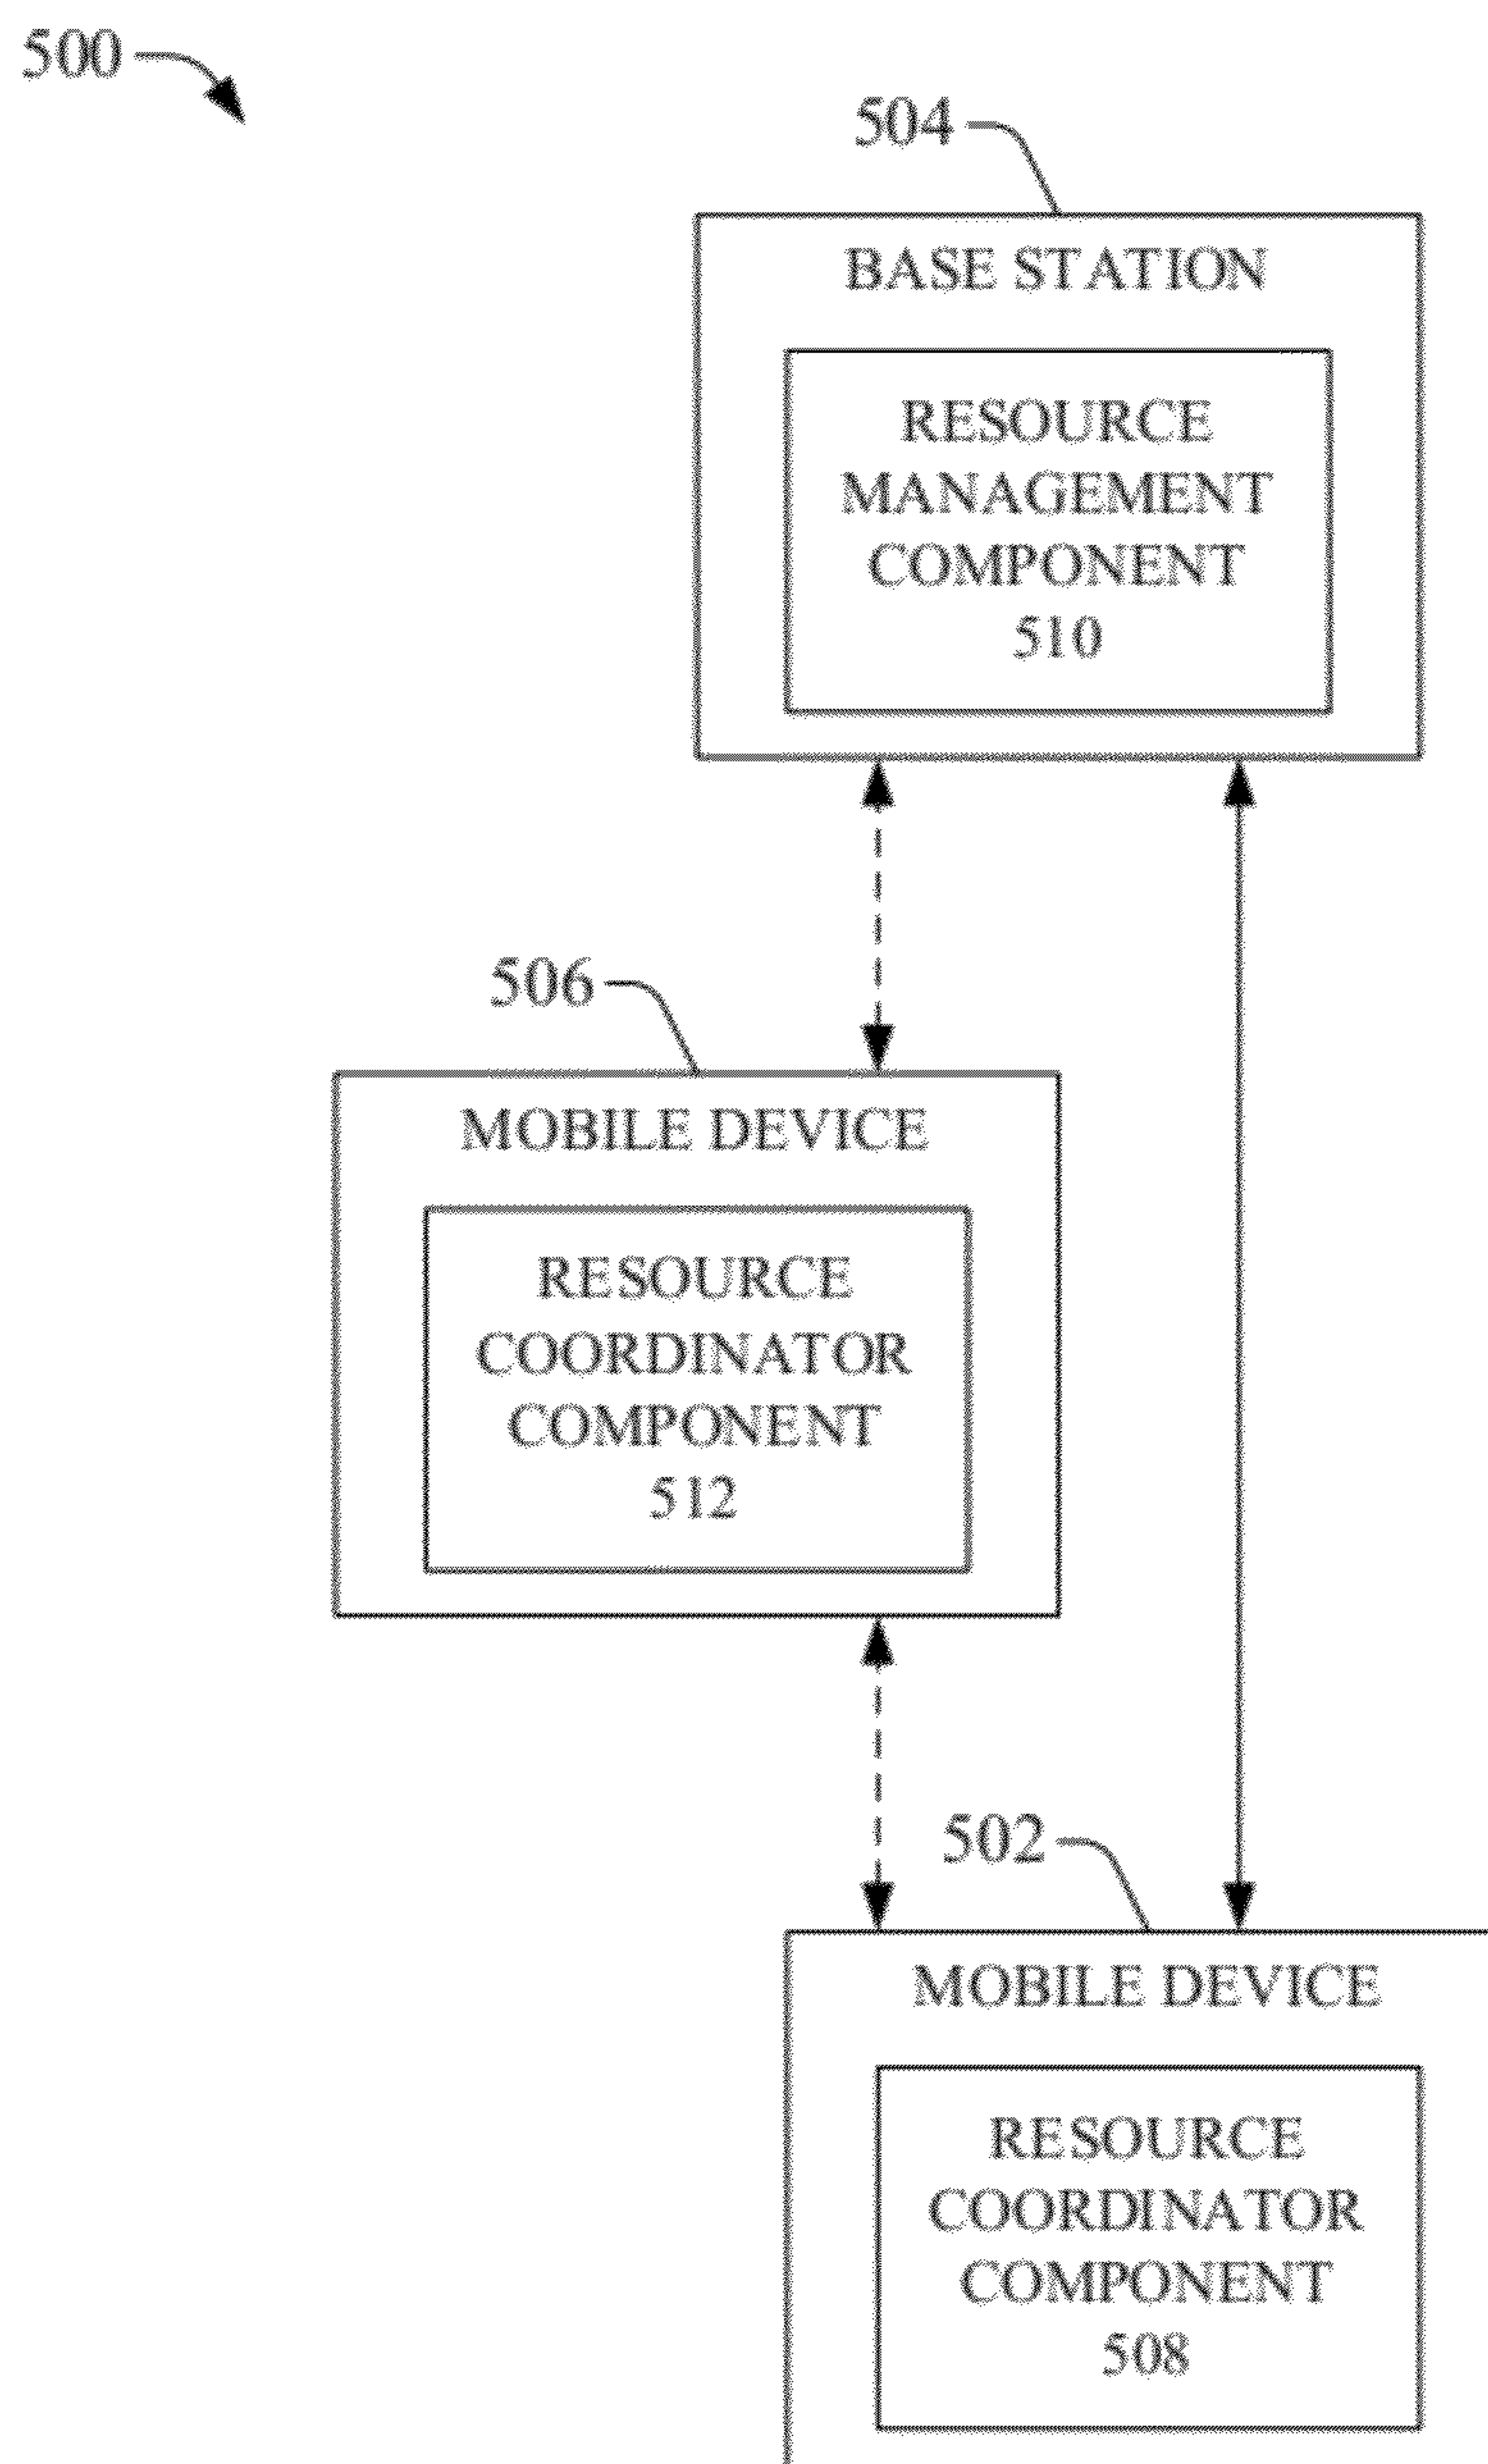 500
504
BASE STATION
RESOURCE
MANAGEMENT
COMPONENT
510
506
MOBILE DEVICE
RESOURCE
COORDINATOR
COMPONENT
512
502
MOBILE DEVICE
RESOURCE
COORDINATOR
COMPONENT
508